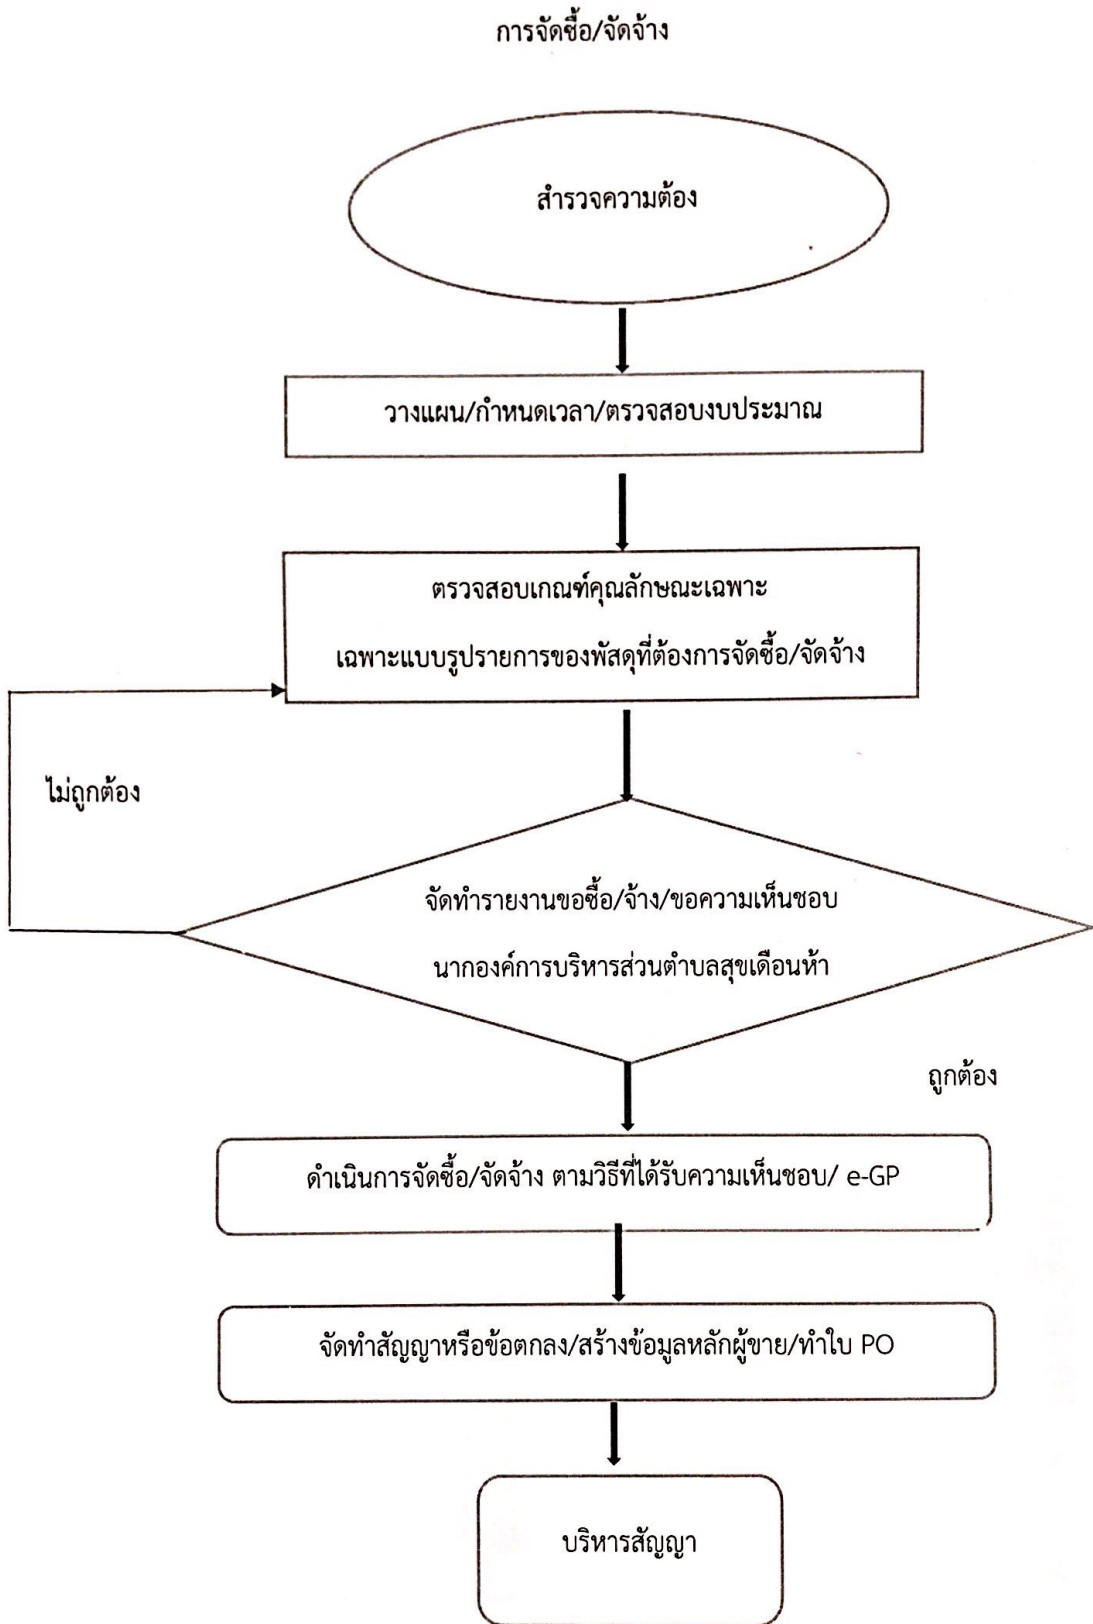 การจัดซื้อ/จัดจ้าง
สำรวจความต้อง
วางแผน/กำหนดเวลา/ตรวจสอบงบประมาณ
ตรวจสอบเกณฑ์คุณลักษณะเฉพาะ
เฉพาะแบบรูปรายการของพัสดุที่ต้องการจัดซื้อ/จัดจ้าง
ไม่ถูกต้อง
จัดทำรายงานขอซื้อ/จ้าง/ขอความเห็นชอบ
นากองค์การบริหารส่วนตำบลสุขเดือนห้า
ถูกต้อง
ดำเนินการจัดซื้อ/จัดจ้าง ตามวิธีที่ได้รับความเห็นชอบ/ e-GP
จัดทำสัญญาหรือข้อตกลง/สร้างข้อมูลหลักผู้ขาย/ทำใบ PO
บริหารสัญญา